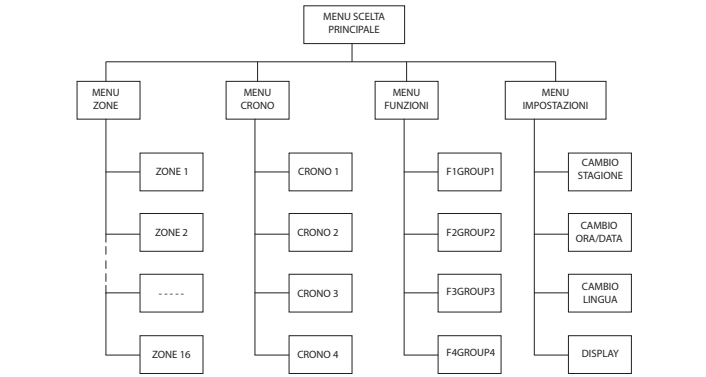 MENU SCELTA
PRINCIPALE
MENU
ZONE
MENU
CRONO
MENU
FUNZIONI
MENU
IMPOSTAZIONI
ZONE 1
CRONO 1
F1GROUP1
CAMBIO
STAGIONE
ZONE 2
CRONO 2
F2GROUP2
CAMBIO
ORA/DATA
- - - - -
CRONO 3
F3GROUP3
CAMBIO
LINGUA
ZONE 16
CRONO 4
F4GROUP4
DISPLAY